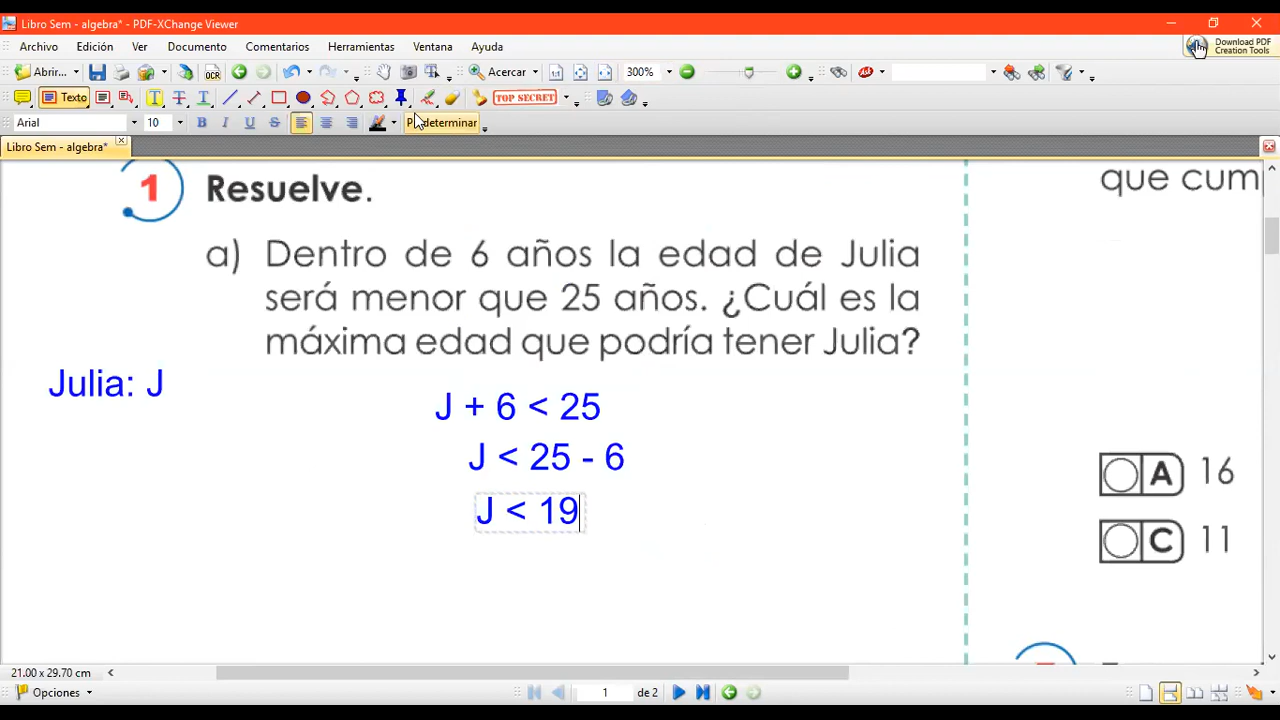 Libro Sem - algebra* - PDF-XChange Viewer
Archivo Edición Ver Documento Comentarios Herramientas Ventana Ayuda
Download PDF
Creation Tools
Abrir... OCR Acercar 1:1 300%
Texto TOP SECRET
Arial 10 B I U S
Libro Sem - algebra*
1 Resuelve.
a) Dentro de 6 años la edad de Julia
será menor que 25 años. ¿Cuál es la
máxima edad que podría tener Julia?
Julia: J
J + 6 < 25
J < 25 - 6
J < 19
que cum
A 16
C 11
21.00 x 29.70 cm
Opciones 1 de 2